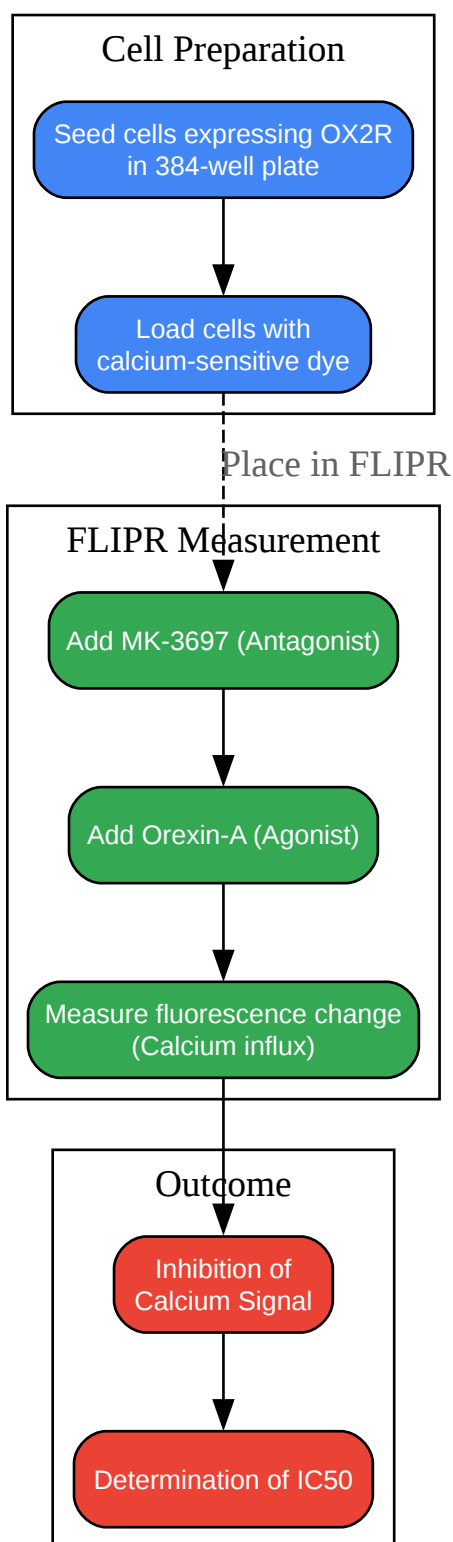 Cell Preparation
Seed cells expressing OX2R
in 384-well plate
Load cells with
calcium-sensitive dye
Place in FLIPR
FLIPR Measurement
Add MK-3697 (Antagonist)
Add Orexin-A (Agonist)
Measure fluorescence change
(Calcium influx)
Outcome
Inhibition of
Calcium Signal
Determination of IC50